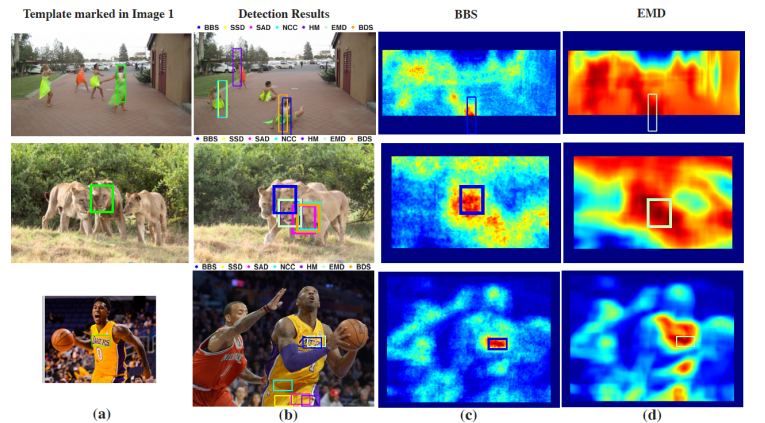 Template marked in Image 1
Detection Results
BBS
EMD
BBS SSD SAD NCC HM EMD BDS
BBS SSD SAD NCC HM EMD BDS
BBS SSD SAD NCC HM EMD BDS
LAKERS
0
(a)
(b)
(c)
(d)